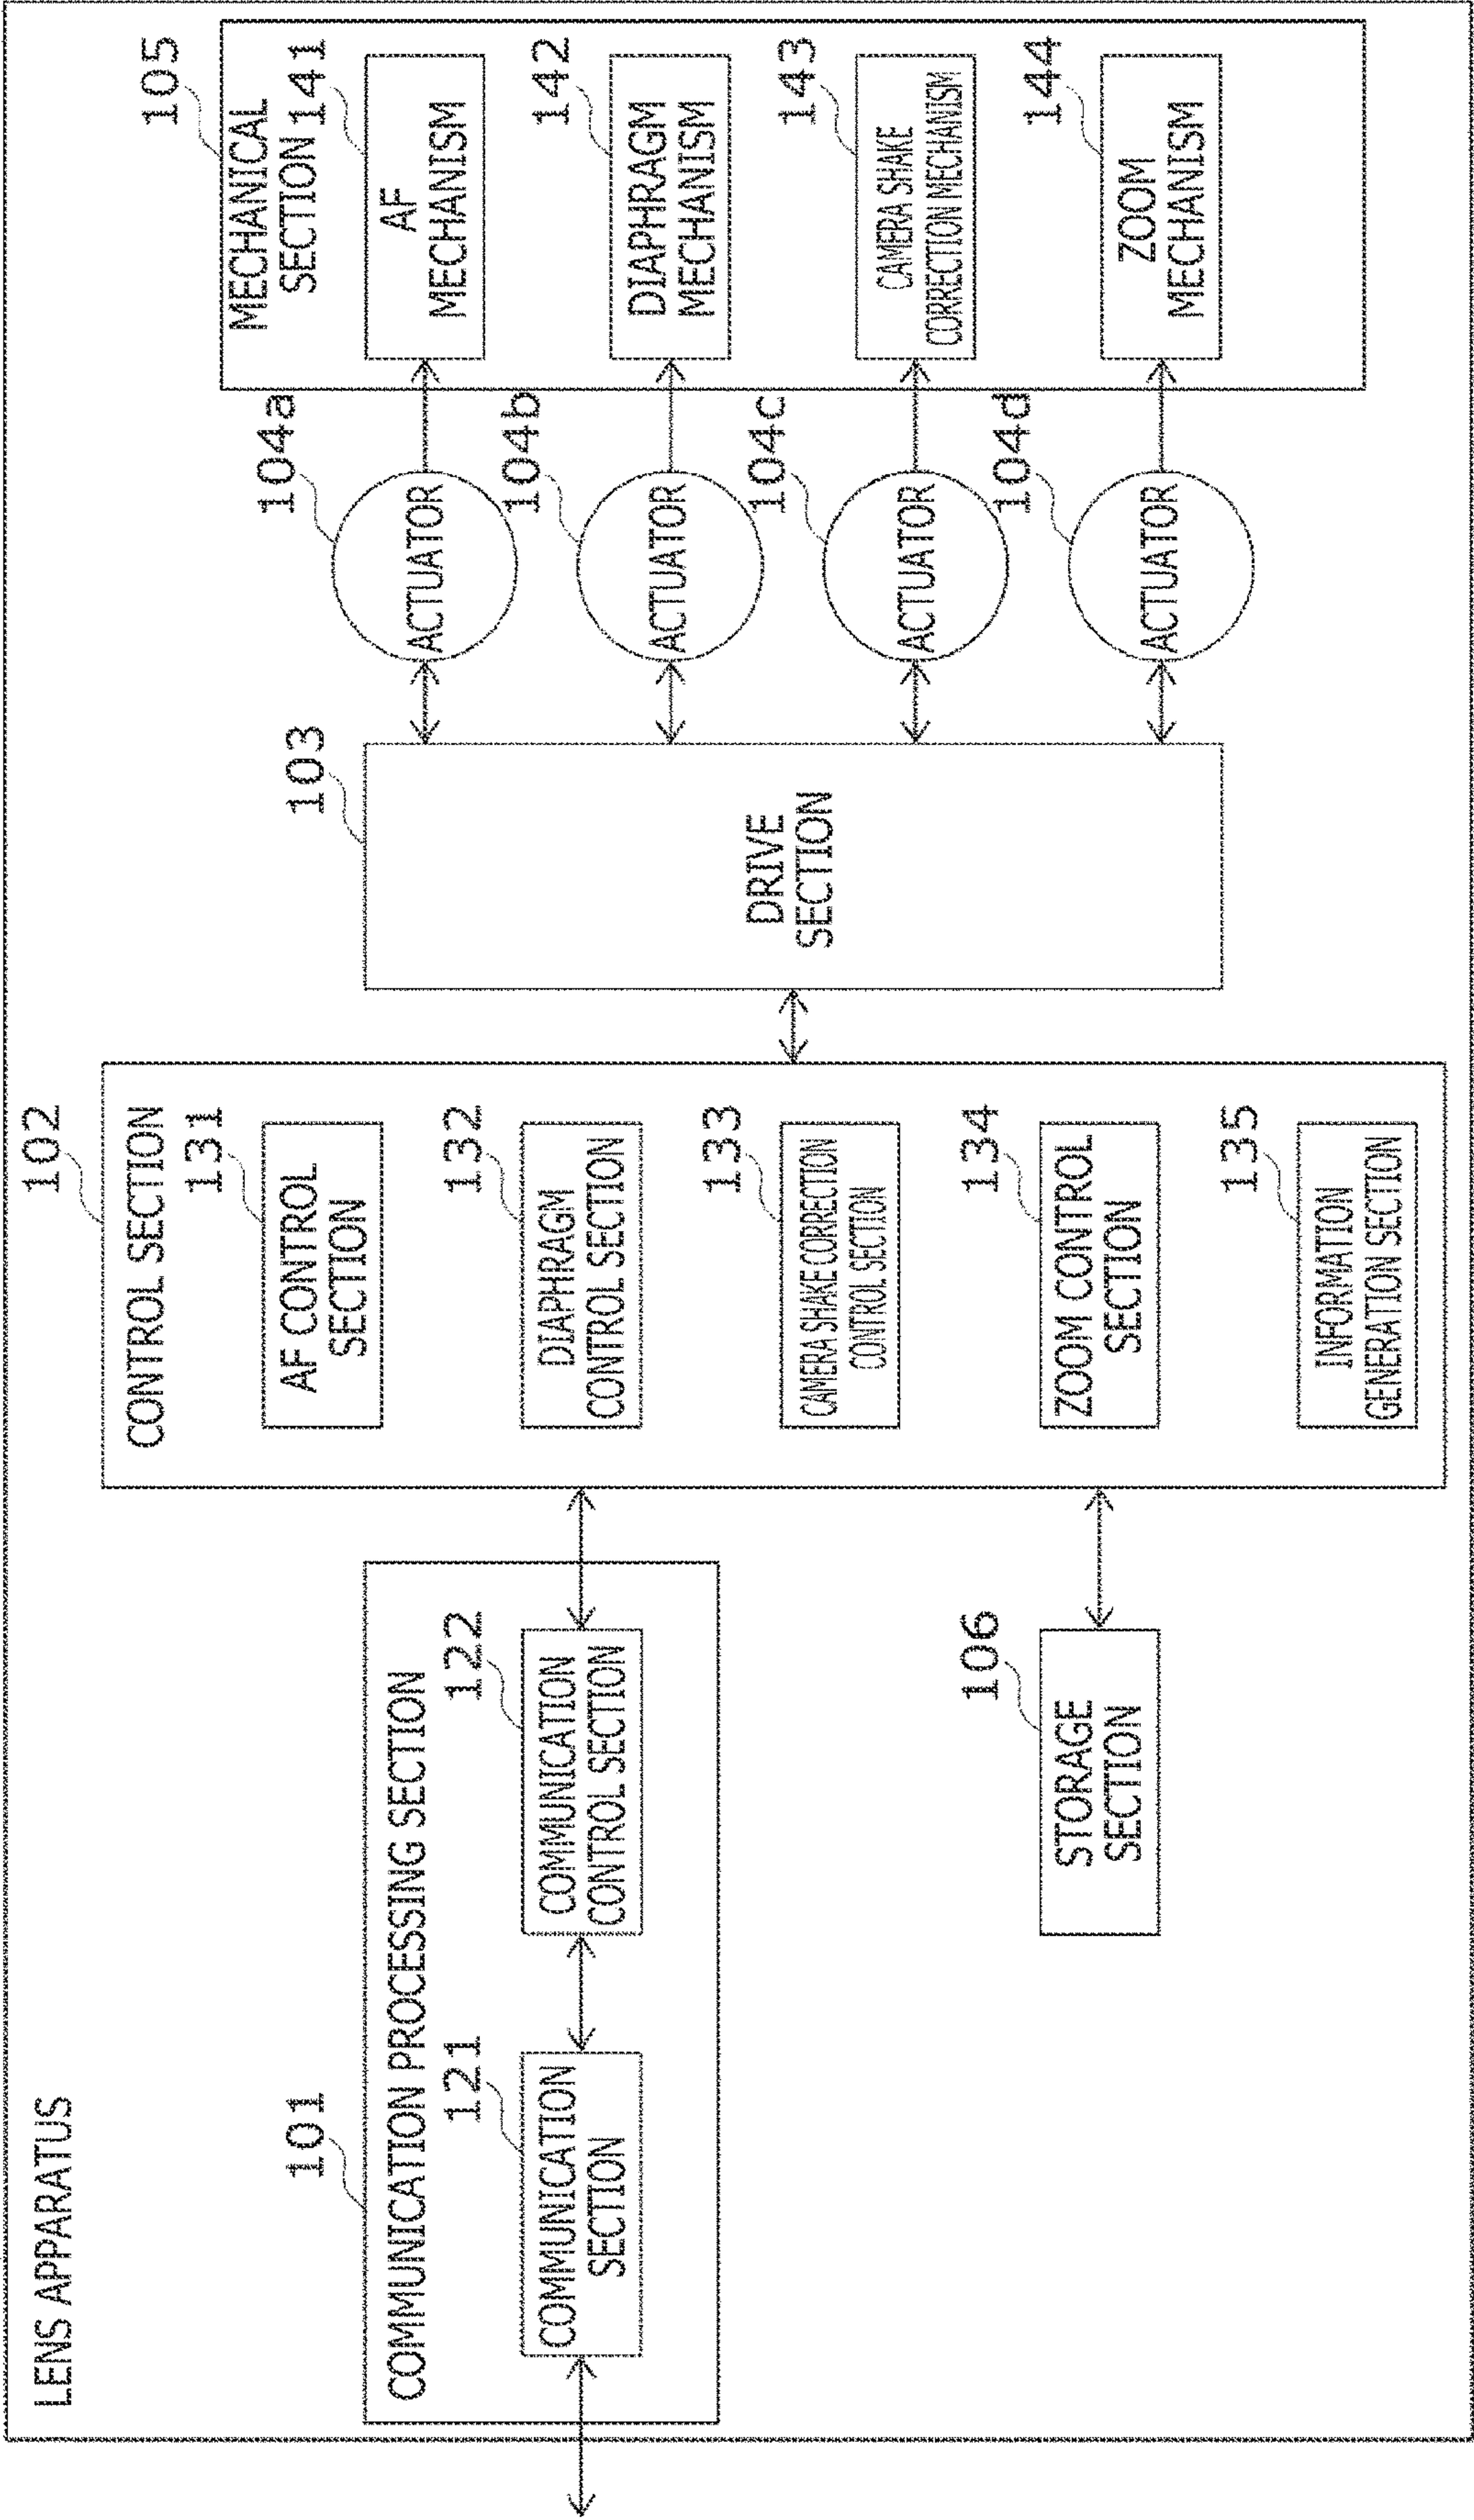 LENS APPARATUS
101
COMMUNICATION PROCESSING SECTION
121
COMMUNICATION
SECTION
122
COMMUNICATION
CONTROL SECTION
106
STORAGE
SECTION
102
CONTROL SECTION
131
AF CONTROL
SECTION
132
DIAPHRAGM
CONTROL SECTION
133
CAMERA SHAKE CORRECTION
CONTROL SECTION
134
ZOOM CONTROL
SECTION
135
INFORMATION
GENERATION SECTION
103
DRIVE
SECTION
104a
ACTUATOR
104b
ACTUATOR
104c
ACTUATOR
104d
ACTUATOR
105
MECHANICAL
SECTION
141
AF
MECHANISM
142
DIAPHRAGM
MECHANISM
143
CAMERA SHAKE
CORRECTION MECHANISM
144
ZOOM
MECHANISM